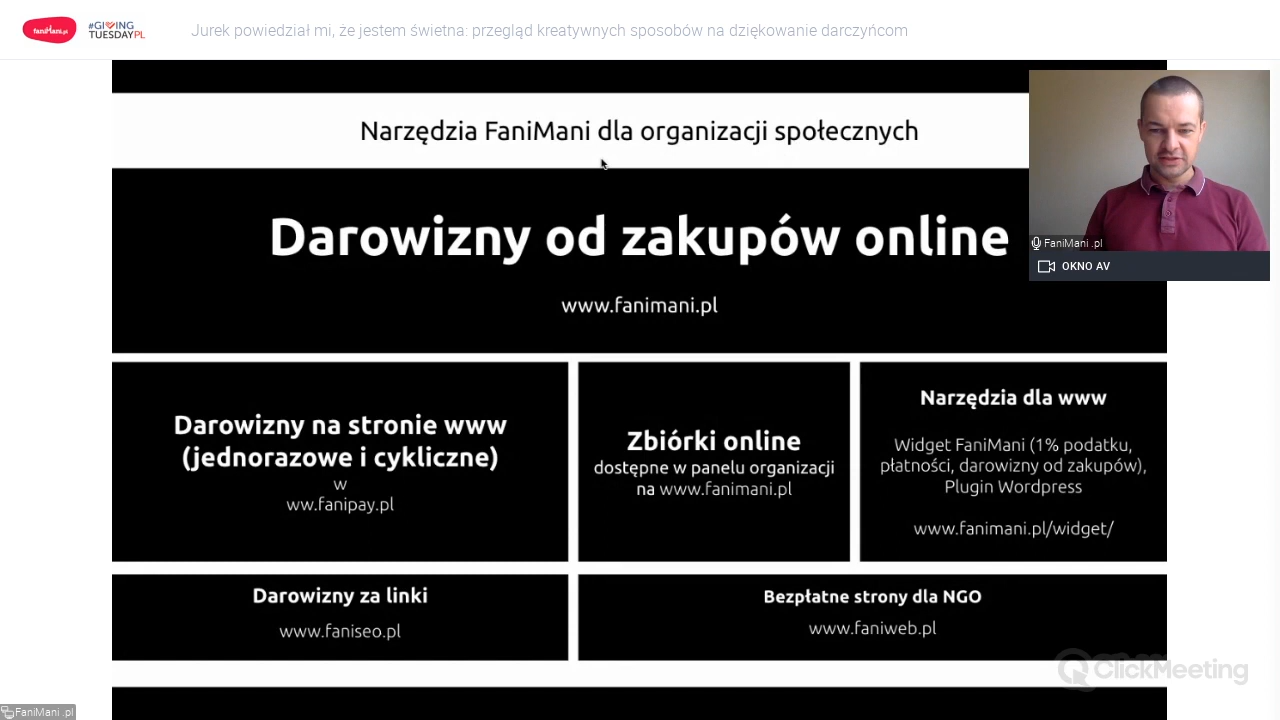 faniMani.pl
#GIVING
TUESDAYPL
Jurek powiedział mi, że jestem świetna: przegląd kreatywnych sposobów na dziękowanie darczyńcom
Narzędzia FaniMani dla organizacji społecznych
Darowizny od zakupów online
www.fanimani.pl
FaniMani .pl
OKNO AV
Darowizny na stronie www
(jednorazowe i cykliczne)
w
ww.fanipay.pl
Zbiórki online
dostępne w panelu organizacji
na www.fanimani.pl
Narzędzia dla www
Widget FaniMani (1% podatku,
płatności, darowizny od zakupów),
Plugin Wordpress
www.fanimani.pl/widget/
Darowizny za linki
www.faniseo.pl
Bezpłatne strony dla NGO
www.faniweb.pl
ClickMeeting
FaniMani .pl